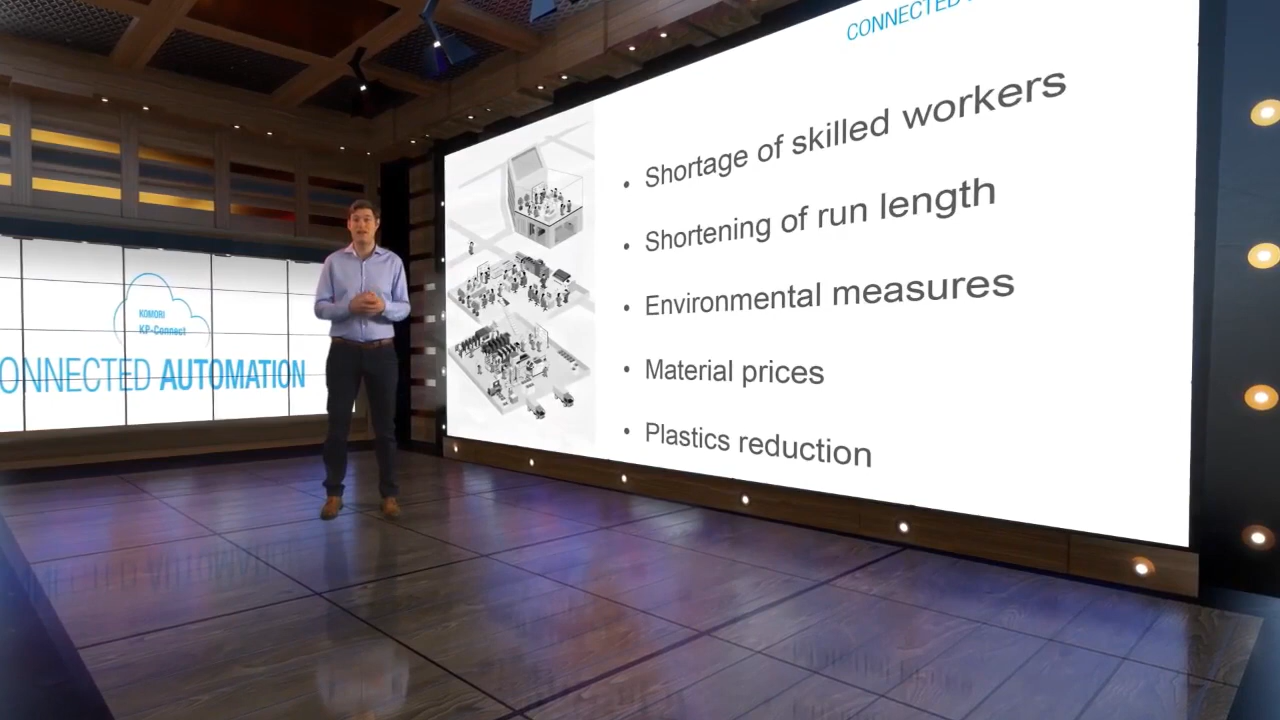 KOMORI
KP-Connect
ONNECTED AUTOMATION
CONNECTED
• Shortage of skilled workers
• Shortening of run length
• Environmental measures
• Material prices
• Plastics reduction